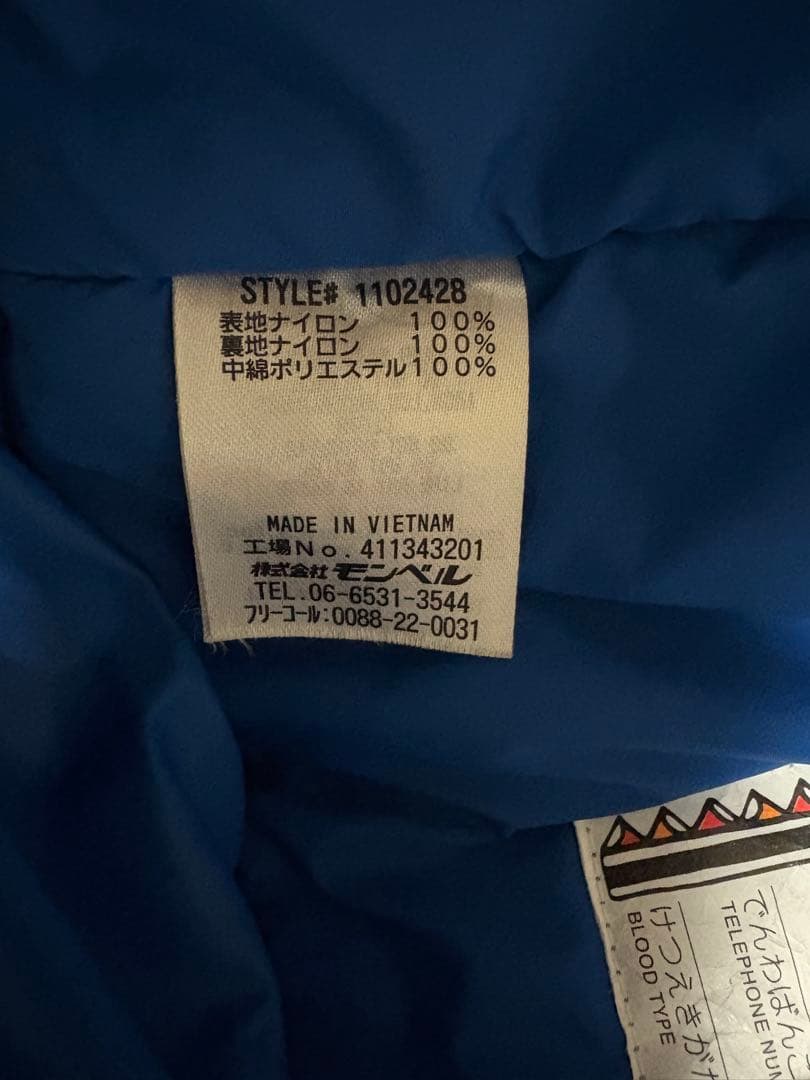 STYLE# 1102428
表地ナイロン 100%
裏地ナイロン 100%
中綿ポリエステル100%
MADE IN VIETNAM
工場No.411343201
株式会社モンベル
TEL.06-6531-3544
フリーコール:0088-22-0031
でんわばんご
TELEPHONE NUM
けつえきがた
BLOOD TYPE